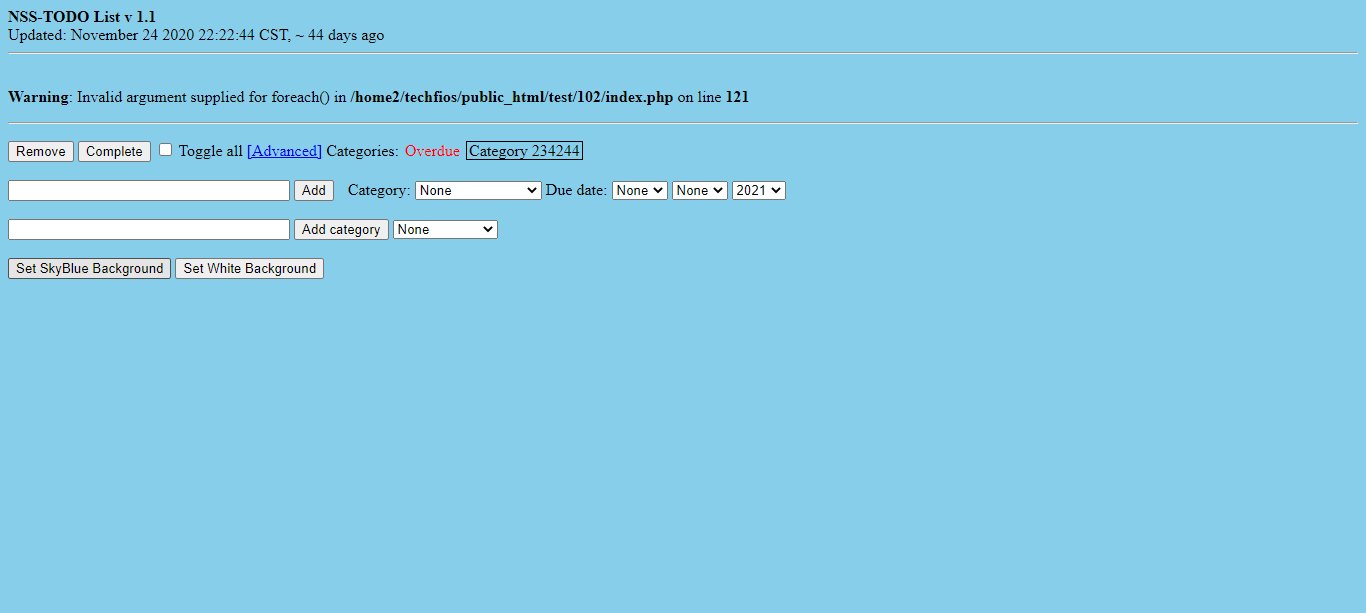 NSS-TODO List v 1.1
Updated: November 24 2020 22:22:44 CST, ~ 44 days ago
Warning: Invalid argument supplied for foreach() in /home2/techfios/public_html/test/102/index.php on line 121
Remove Complete Toggle all [Advanced] Categories: Overdue Category 234244
Add Category: None Due date: None None 2021
Add category None
Set SkyBlue Background Set White Background